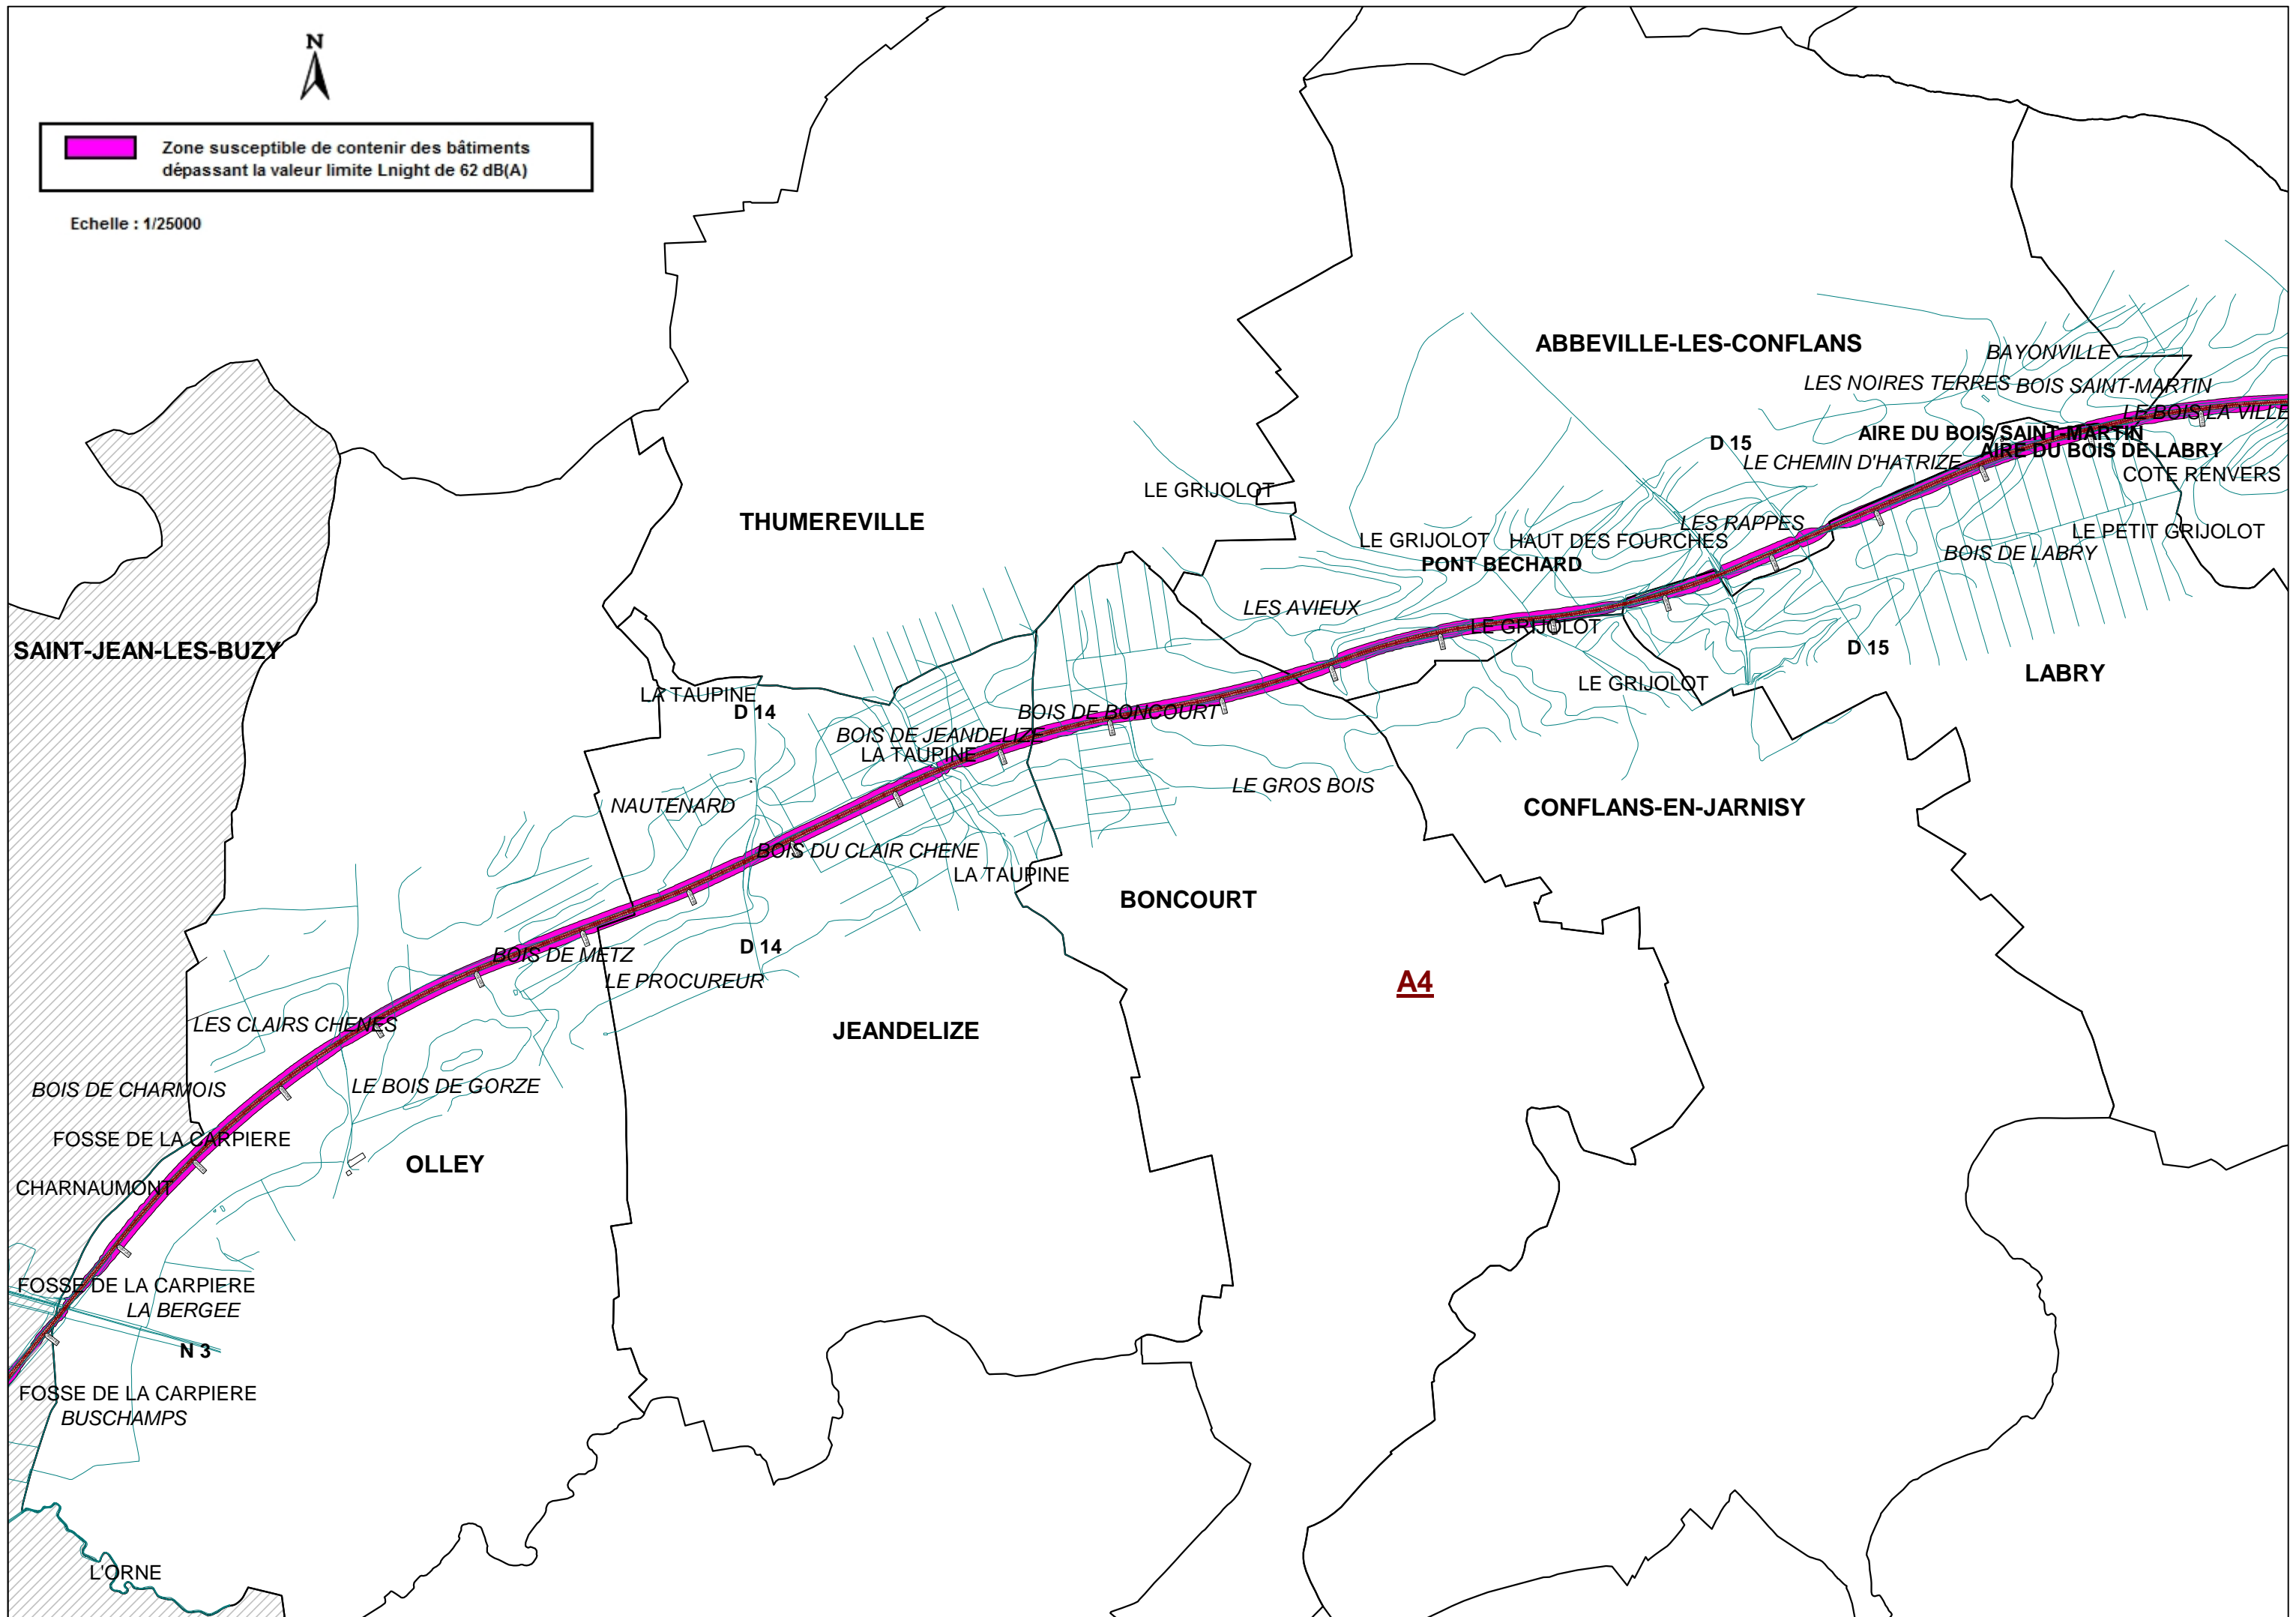 N
Zone susceptible de contenir des bâtiments
dépassant la valeur limite Lnight de 62 dB(A)
Echelle : 1/25000
ABBEVILLE-LES-CONFLANS
BAYONVILLE
LES NOIRES TERRES
BOIS SAINT-MARTIN
LE BOIS LA VILLE
AIRE DU BOIS SAINT-MARTIN
D 15
AIRE DU BOIS DE LABRY
LE CHEMIN D'HATRIZE
COTE RENVERS
LE GRIJOLOT
THUMEREVILLE
LES RAPPES
LE PETIT GRIJOLOT
LE GRIJOLOT
HAUT DES FOURCHES
BOIS DE LABRY
PONT BECHARD
LES AVIEUX
LE GRIJOLOT
SAINT-JEAN-LES-BUZY
D 15
LABRY
LE GRIJOLOT
LA TAUPINE
D 14
BOIS DE BONCOURT
BOIS DE JEANDELIZE
LA TAUPINE
LE GROS BOIS
NAUTENARD
CONFLANS-EN-JARNISY
BOIS DU CLAIR CHENE
LA TAUPINE
BONCOURT
D 14
BOIS DE METZ
LE PROCUREUR
A4
LES CLAIRS CHENES
JEANDELIZE
BOIS DE CHARMOIS
LE BOIS DE GORZE
FOSSE DE LA CARPIERE
OLLEY
CHARNAUMONT
FOSSE DE LA CARPIERE
LA BERGEE
N 3
FOSSE DE LA CARPIERE
BUSCHAMPS
L'ORNE